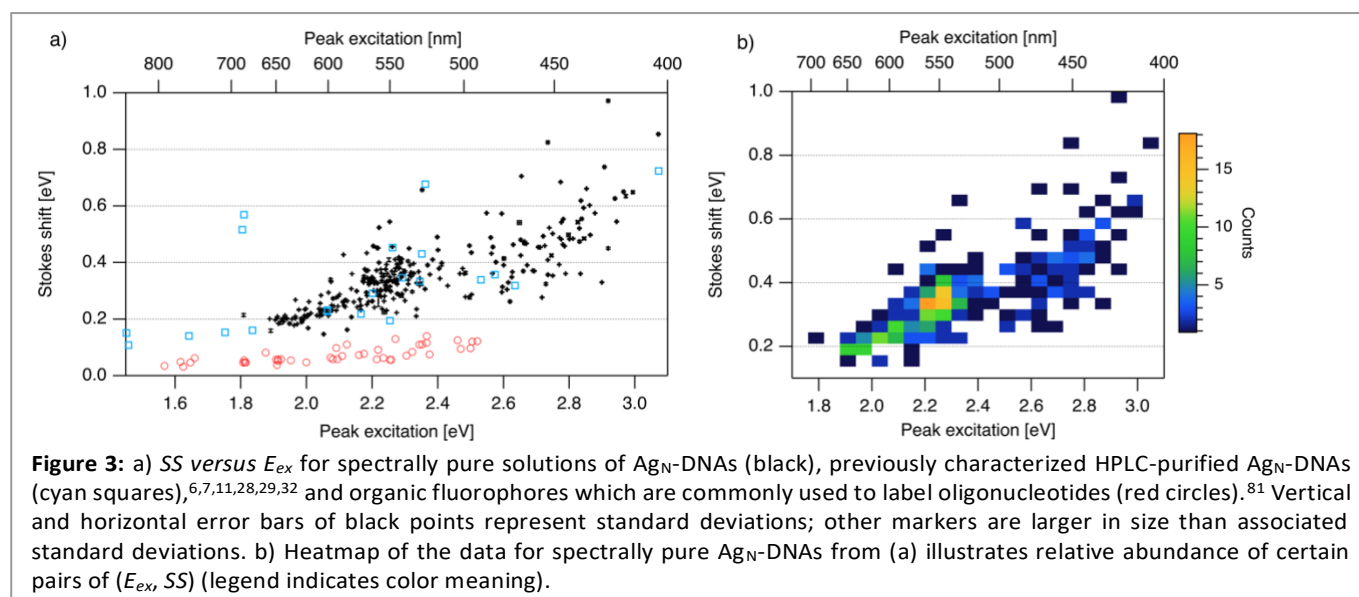 a)
Peak excitation [nm]
800 700 650 600 550 500 450 400
1.0
0.8
0.6
0.4
0.2
0.0
Stokes shift [eV]
1.6 1.8 2.0 2.2 2.4 2.6 2.8 3.0
Peak excitation [eV]
b)
Peak excitation [nm]
700 650 600 550 500 450 400
1.0
0.8
0.6
0.4
0.2
Stokes shift [eV]
1.8 2.0 2.2 2.4 2.6 2.8 3.0
Peak excitation [eV]
15
10
5
Counts
Figure 3: a) SS versus Eex for spectrally pure solutions of AgN-DNAs (black), previously characterized HPLC-purified AgN-DNAs
(cyan squares),6,7,11,28,29,32 and organic fluorophores which are commonly used to label oligonucleotides (red circles).81 Vertical
and horizontal error bars of black points represent standard deviations; other markers are larger in size than associated
standard deviations. b) Heatmap of the data for spectrally pure AgN-DNAs from (a) illustrates relative abundance of certain
pairs of (Eex, SS) (legend indicates color meaning).